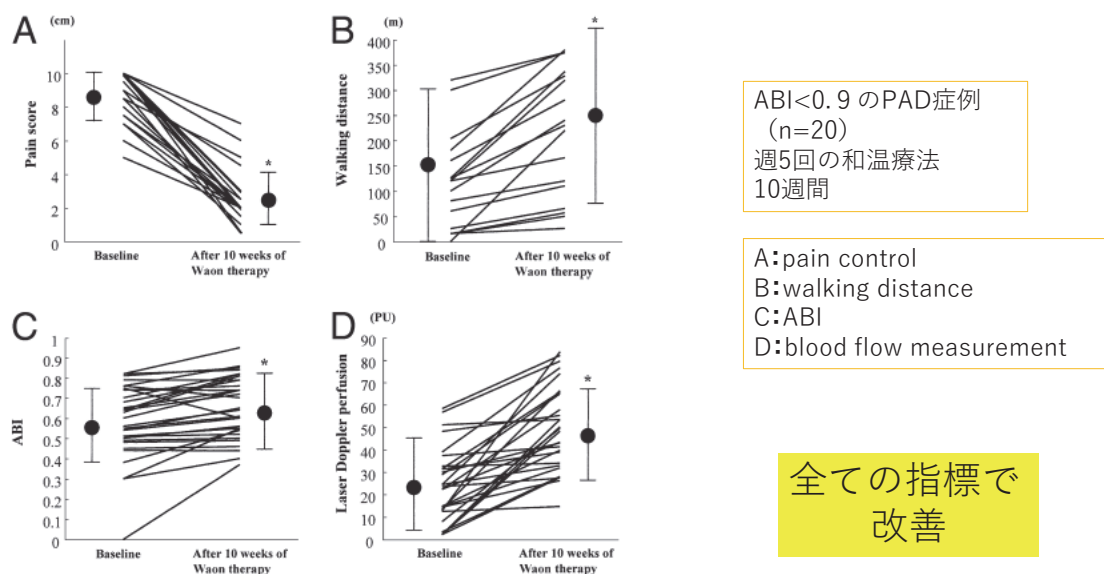 A
(cm)
Pain score
10
8
6
4
2
0
*
Baseline
After 10 weeks of
Waon therapy
B
(m)
Walking distance
400
350
300
250
200
150
100
50
0
*
Baseline
After 10 weeks of
Waon therapy
ABI<0.9 のPAD症例
（n=20）
週5回の和温療法
10週間
A:pain control
B:walking distance
C:ABI
D:blood flow measurement
C
ABI
1
0.9
0.8
0.7
0.6
0.5
0.4
0.3
0.2
0.1
0
*
Baseline
After 10 weeks of
Waon therapy
D
(PU)
Laser Doppler perfusion
90
80
70
60
50
40
30
20
10
0
*
Baseline
After 10 weeks of
Waon therapy
全ての指標で
改善